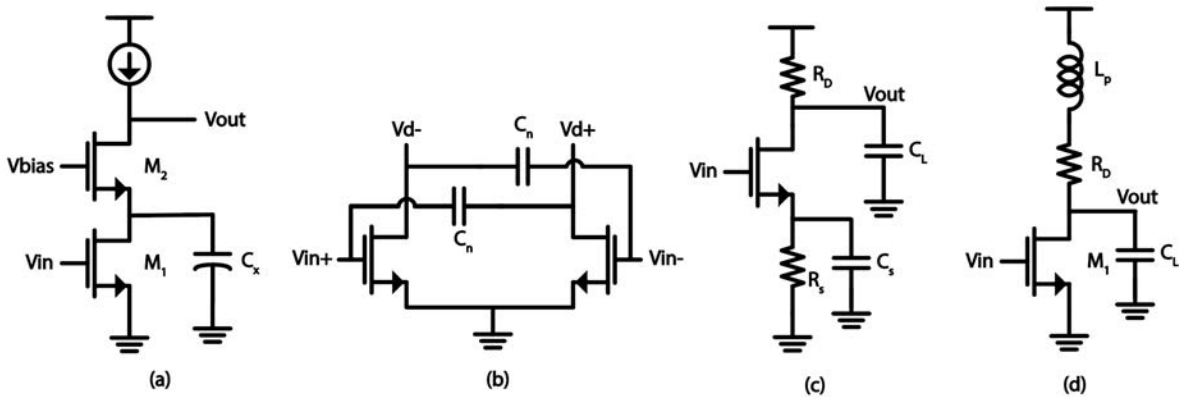 Vout
Vbias
M2
Vin
M1
Cx
(a)
Vd-
Cn
Vd+
Cn
Vin+
Vin-
(b)
RD
Vout
CL
Vin
Rs
Cs
(c)
Lp
RD
Vout
Vin
M1
CL
(d)